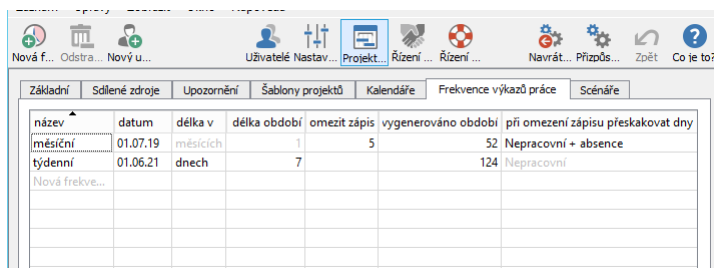 Nová f... Odstra... Nový u... Uživatelé Nastav... Projekt... Řízení ... Řízení ... Navrát... Přizpůs... Zpět Co je to?
Základní Sdílené zdroje Upozornění Šablony projektů Kalendáře Frekvence výkazů práce Scénáře
název datum délka v délka období omezit zápis vygenerováno období při omezení zápisu přeskakovat dny
měsíční 01.07.19 měsících 1 5 52 Nepracovní + absence
týdenní 01.06.21 dnech 7 124 Nepracovní
Nová frekve...